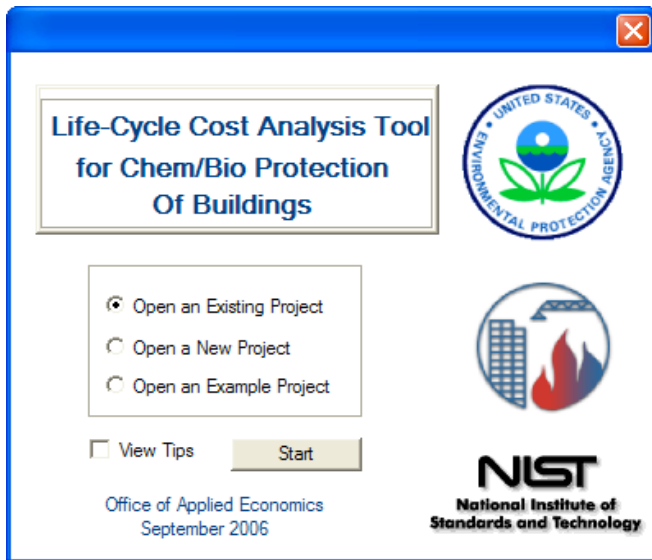 Life-Cycle Cost Analysis Tool
for Chem/Bio Protection
Of Buildings
UNITED STATES
ENVIRONMENTAL PROTECTION AGENCY
Open an Existing Project
Open a New Project
Open an Example Project
View Tips
Start
Office of Applied Economics
September 2006
NIST
National Institute of
Standards and Technology